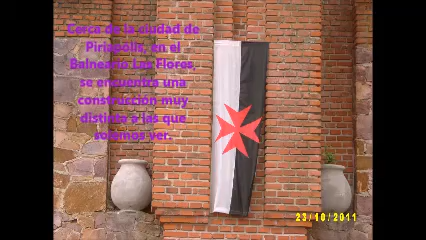 Cerca de la ciudad de
Piriápolis, en el
Balneario Las Flores,
se encuentra una
construcción muy
distinta a las que
solemos ver.
23/10/2011